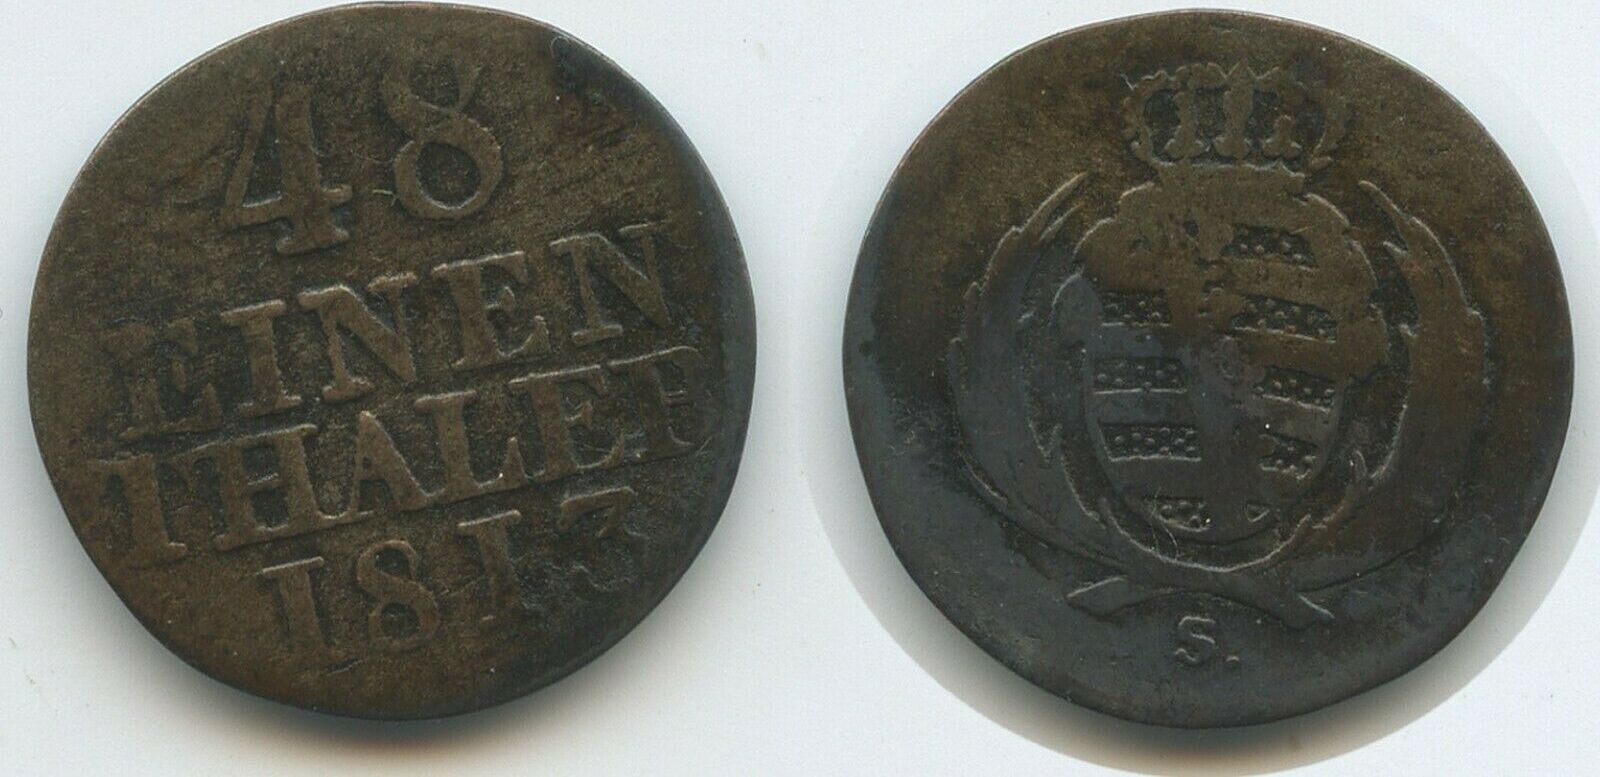 48
EINEN
THALER
1813
S.